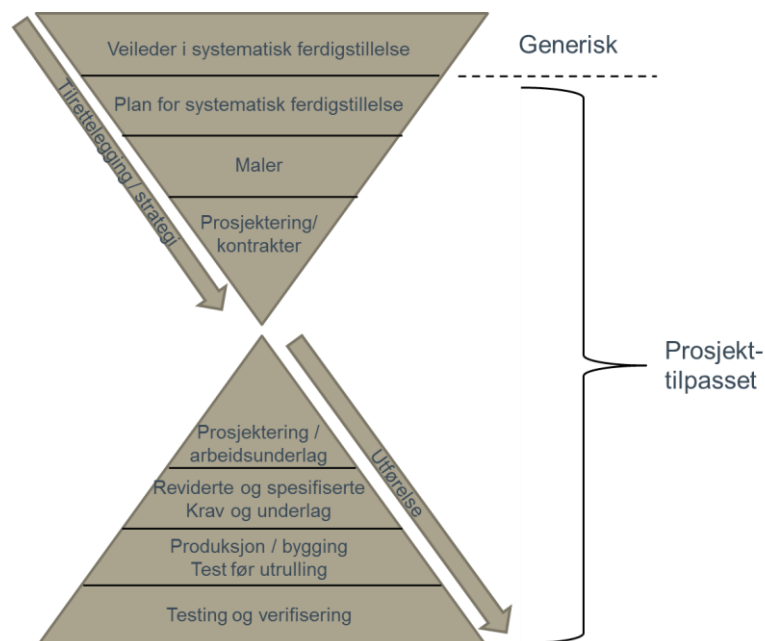 Veileder i systematisk ferdigstillelse
Generisk
Plan for systematisk ferdigstillelse
Maler
Prosjektering/
kontrakter
Tilrettelegging / strategi
Prosjekt-
tilpasset
Prosjektering /
arbeidsunderlag
Reviderte og spesifiserte
Krav og underlag
Produksjon / bygging
Test før utrulling
Testing og verifisering
Utførelse